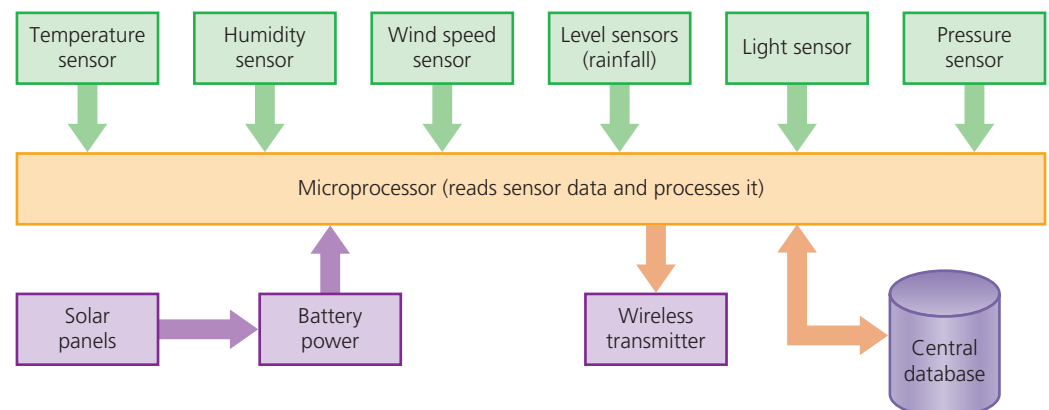 Temperature
sensor
Humidity
sensor
Wind speed
sensor
Level sensors
(rainfall)
Light sensor
Pressure
sensor
Microprocessor (reads sensor data and processes it)
Solar
panels
Battery
power
Wireless
transmitter
Central
database